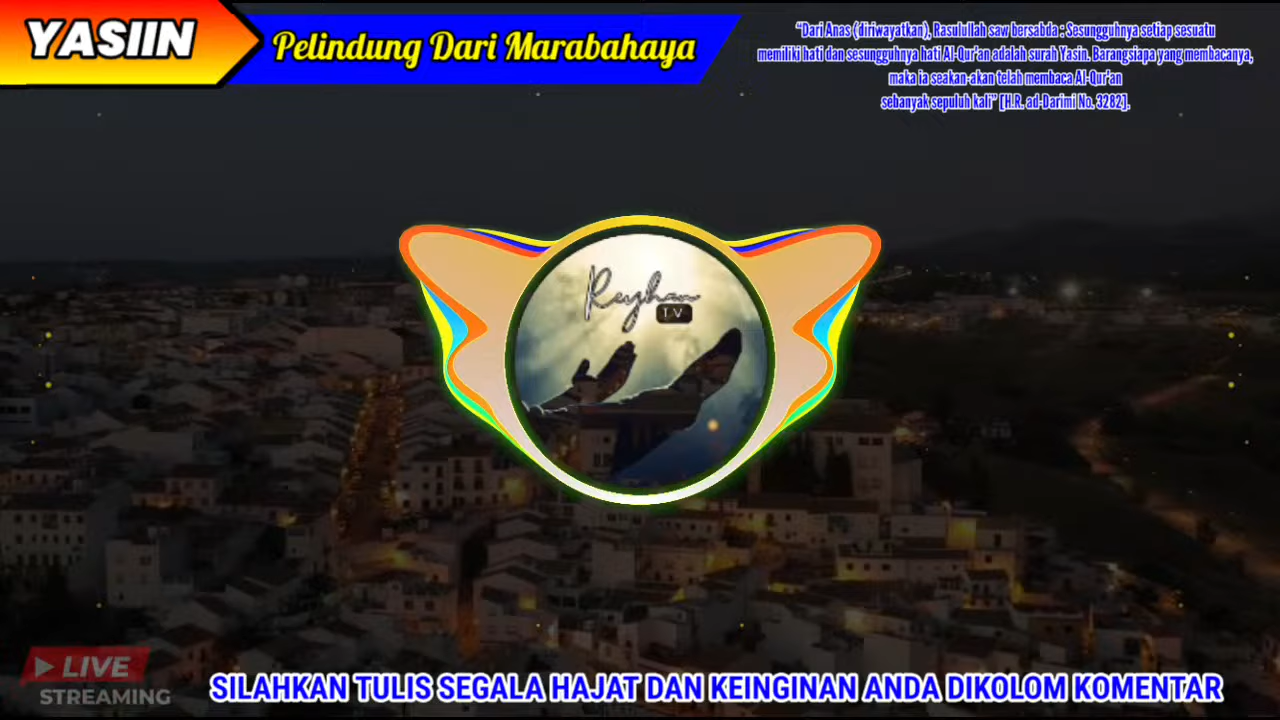 YASIIN
Pelindung Dari Marabahaya
“Dari Anas (diriwayatkan), Rasulullah saw bersabda : Sesungguhnya setiap sesuatu
memiliki hati dan sesungguhnya hati Al-Qur’an adalah surah Yasin. Barangsiapa yang membacanya,
maka ia seakan-akan telah membaca Al-Qur’an
sebanyak sepuluh kali” [H.R. ad-Darimi No. 3282].
Reyhan
TV
LIVE
STREAMING
SILAHKAN TULIS SEGALA HAJAT DAN KEINGINAN ANDA DIKOLOM KOMENTAR